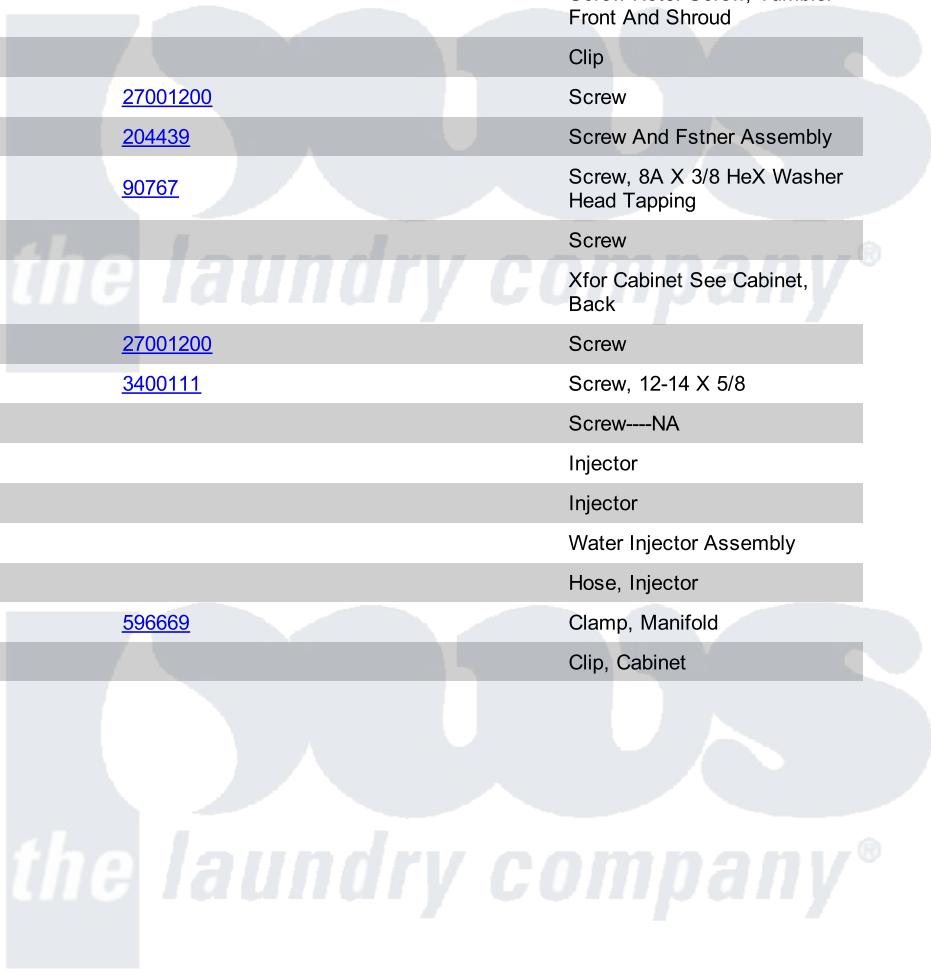 Front And Shroud
Clip
27001200 Screw
204439 Screw And Fstner Assembly
90767 Screw, 8A X 3/8 HeX Washer
Head Tapping
Screw
Xfor Cabinet See Cabinet,
Back
27001200 Screw
3400111 Screw, 12-14 X 5/8
Screw----NA
Injector
Injector
Water Injector Assembly
Hose, Injector
596669 Clamp, Manifold
Clip, Cabinet
pws
the laundry company®
pws
the laundry company®